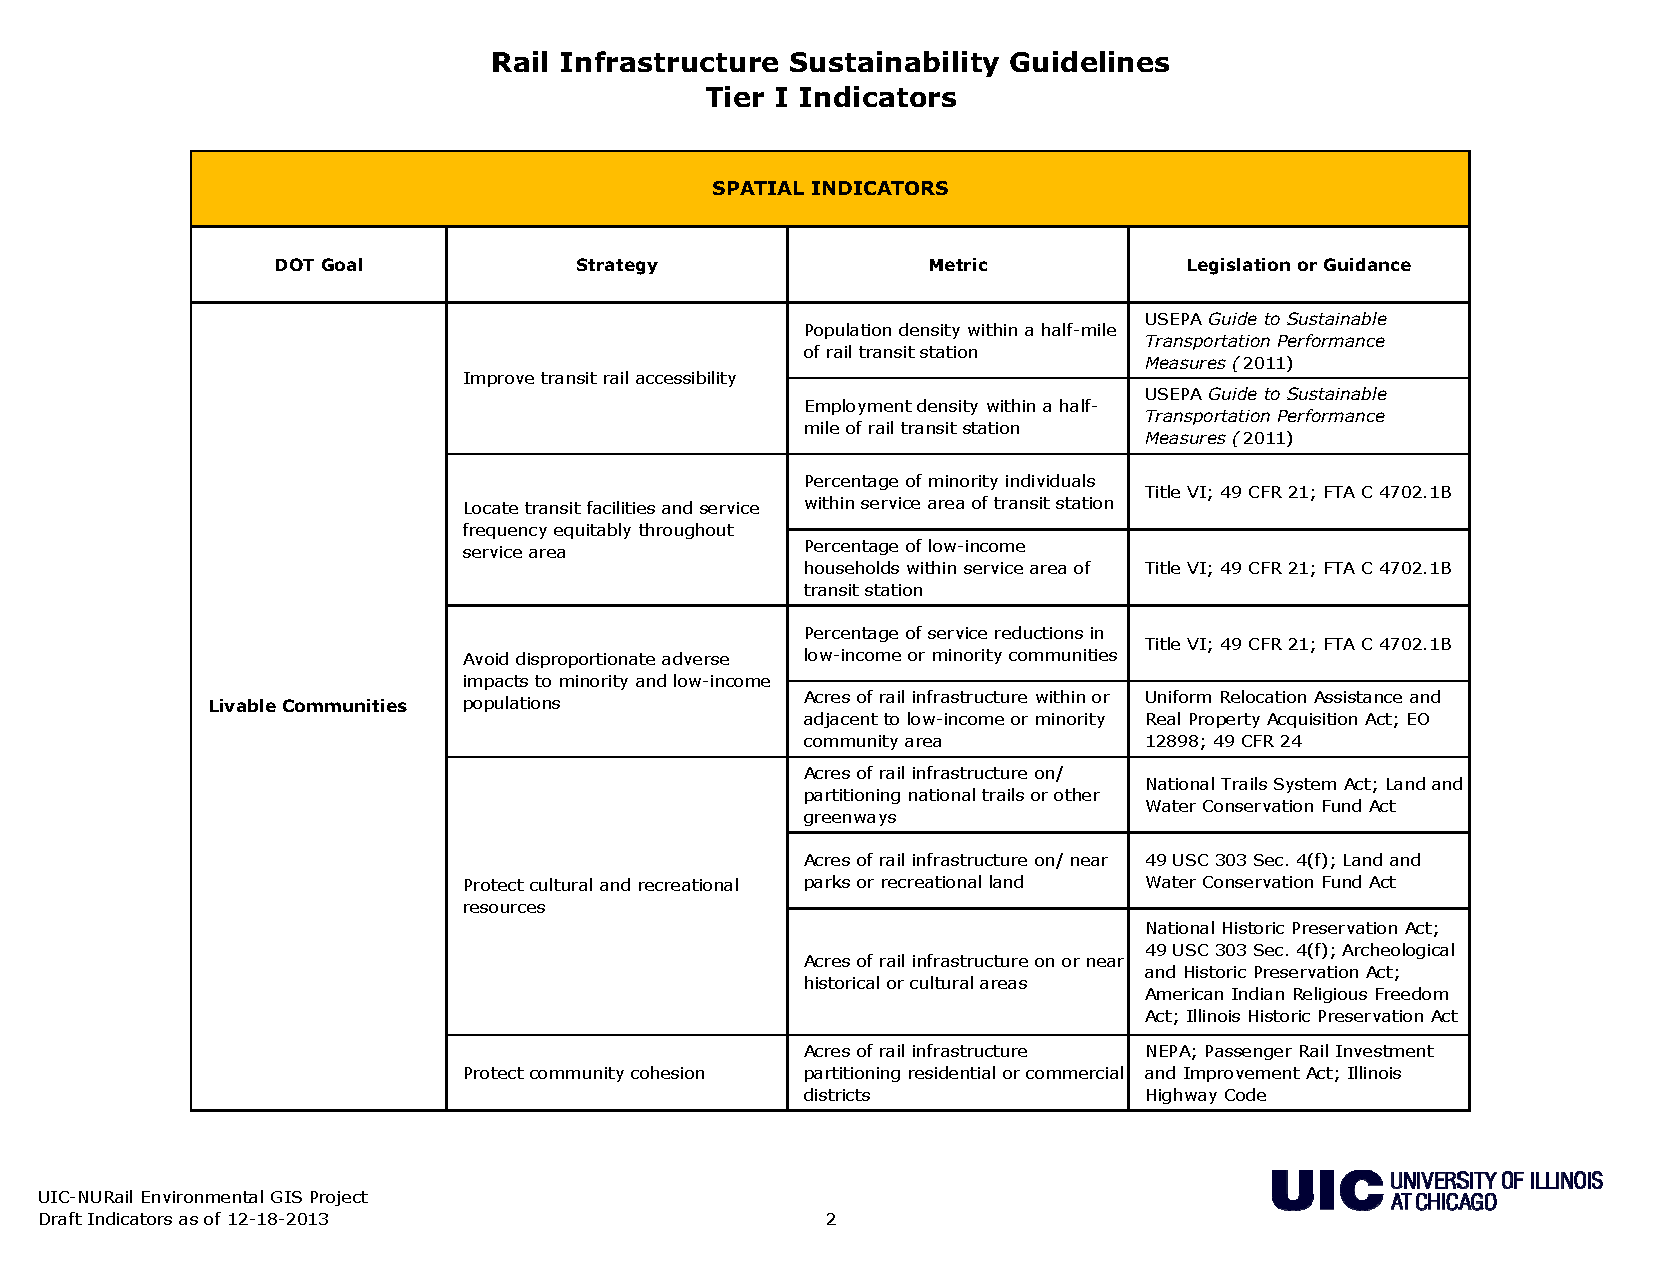 Rail Infrastructure Sustainability Guidelines
Tier I Indicators
SPATIAL INDICATORS
DOT Goal
Strategy
Metric
Legislation or Guidance
Livable Communities
Improve transit rail accessibility
Population density within a half-mile
of rail transit station
USEPA Guide to Sustainable
Transportation Performance
Measures (2011)
Employment density within a half-
mile of rail transit station
USEPA Guide to Sustainable
Transportation Performance
Measures (2011)
Locate transit facilities and service
frequency equitably throughout
service area
Percentage of minority individuals
within service area of transit station
Title VI; 49 CFR 21; FTA C 4702.1B
Percentage of low-income
households within service area of
transit station
Title VI; 49 CFR 21; FTA C 4702.1B
Avoid disproportionate adverse
impacts to minority and low-income
populations
Percentage of service reductions in
low-income or minority communities
Title VI; 49 CFR 21; FTA C 4702.1B
Acres of rail infrastructure within or
adjacent to low-income or minority
community area
Uniform Relocation Assistance and
Real Property Acquisition Act; EO
12898; 49 CFR 24
Protect cultural and recreational
resources
Acres of rail infrastructure on/
partitioning national trails or other
greenways
National Trails System Act; Land and
Water Conservation Fund Act
Acres of rail infrastructure on/ near
parks or recreational land
49 USC 303 Sec. 4(f); Land and
Water Conservation Fund Act
Acres of rail infrastructure on or near
historical or cultural areas
National Historic Preservation Act;
49 USC 303 Sec. 4(f); Archeological
and Historic Preservation Act;
American Indian Religious Freedom
Act; Illinois Historic Preservation Act
Protect community cohesion
Acres of rail infrastructure
partitioning residential or commercial
districts
NEPA; Passenger Rail Investment
and Improvement Act; Illinois
Highway Code
UIC-NURail Environmental GIS Project
Draft Indicators as of 12-18-2013
2
UIC
UNIVERSITY OF ILLINOIS
AT CHICAGO